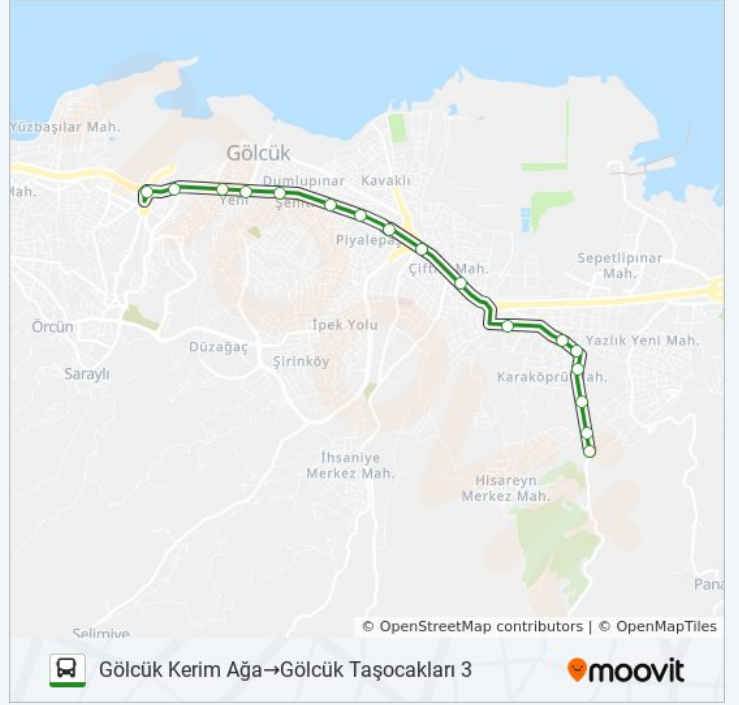 Yüzbaşılar Mah.
Gölcük
Mah.
Dumlupınar
Kavaklı
Yeni
Piyalepaşa
Çiftlik Mah.
Sepetlipınar
Mah.
Örcün
İpek Yolu
Düzağaç
Yazlık Yeni Mah.
Şirinköy
Saraylı
Karaköprü Mah.
İhsaniye
Merkez Mah.
Hisareyn
Merkez Mah.
Pana
Selimiye
© OpenStreetMap contributors | © OpenMapTiles
Gölcük Kerim Ağa→Gölcük Taşocakları 3
moovit